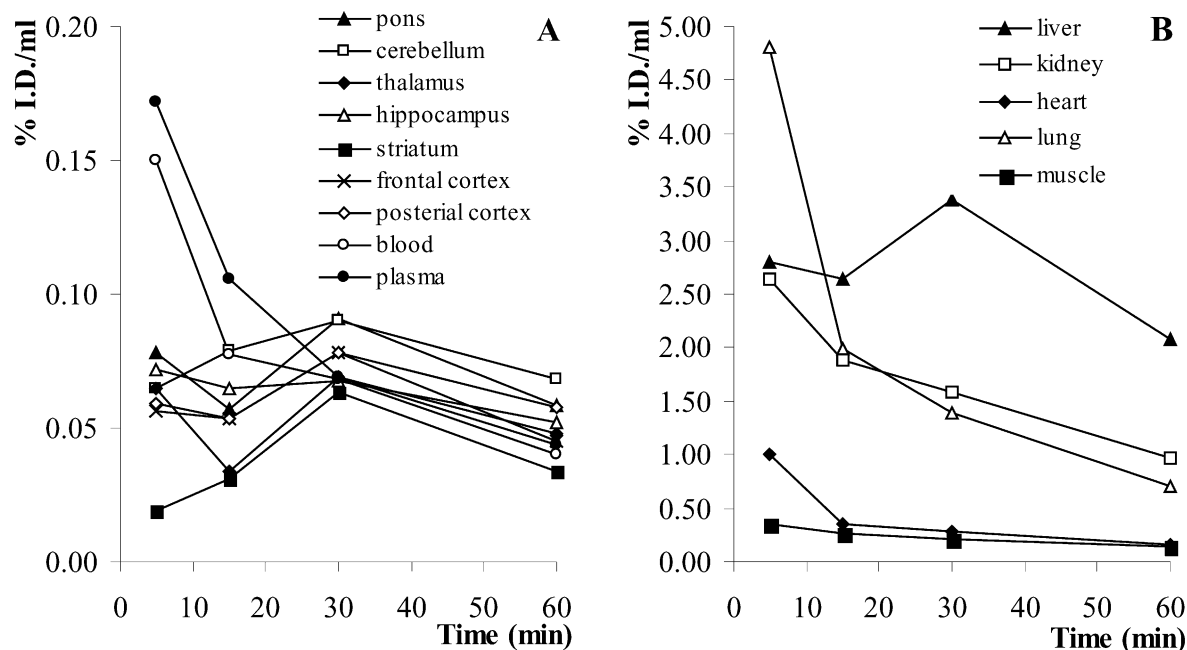 % I.D./ml
0.20
0.15
0.10
0.05
0.00
0 10 20 30 40 50 60
Time (min)
A
pons
cerebellum
thalamus
hippocampus
striatum
frontal cortex
posterial cortex
blood
plasma
% I.D./ml
5.00
4.50
4.00
3.50
3.00
2.50
2.00
1.50
1.00
0.50
0.00
0 10 20 30 40 50 60
Time (min)
B
liver
kidney
heart
lung
muscle